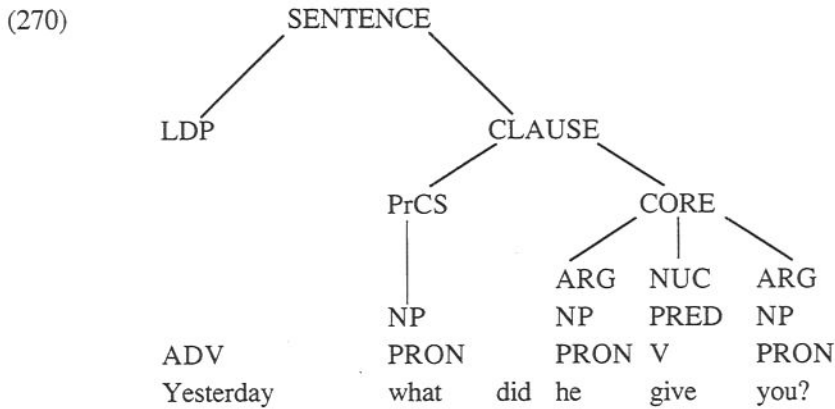 (270) SENTENCE
LDP CLAUSE
PrCS CORE
ARG NUC ARG
NP NP PRED NP
ADV PRON PRON V PRON
Yesterday what did he give you?